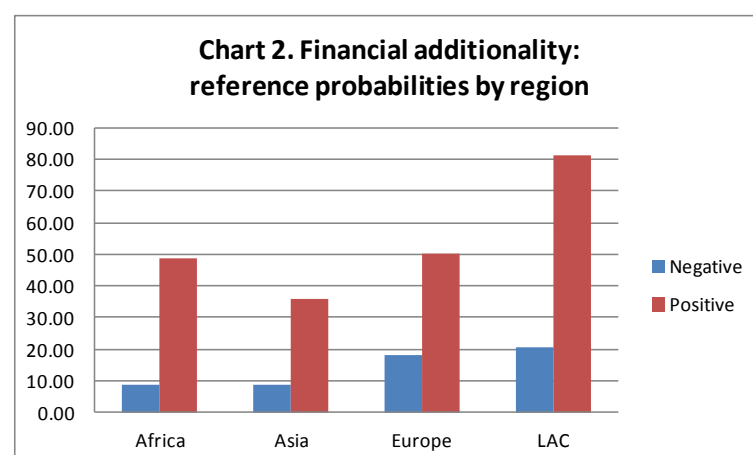 Chart 2. Financial additionality:
reference probabilities by region
90.00
80.00
70.00
60.00
50.00
40.00
30.00
20.00
10.00
0.00
Africa Asia Europe LAC
Negative
Positive